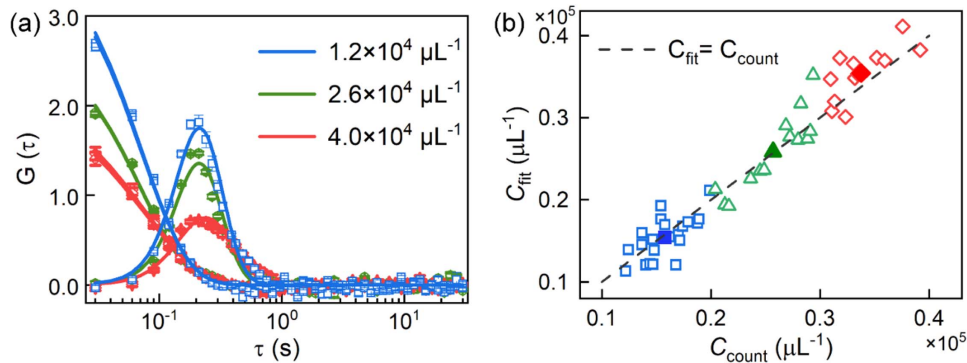 (a)
3.0
2.0
1.0
0.0
G (τ)
1.2×10⁴ µL⁻¹
2.6×10⁴ µL⁻¹
4.0×10⁴ µL⁻¹
10⁻¹ 10⁰ 10¹
τ (s)
(b)
×10⁵
0.4
0.3
0.2
0.1
C_fit (µL⁻¹)
C_fit= C_count
0.1 0.2 0.3 0.4
C_count (µL⁻¹)
×10⁵